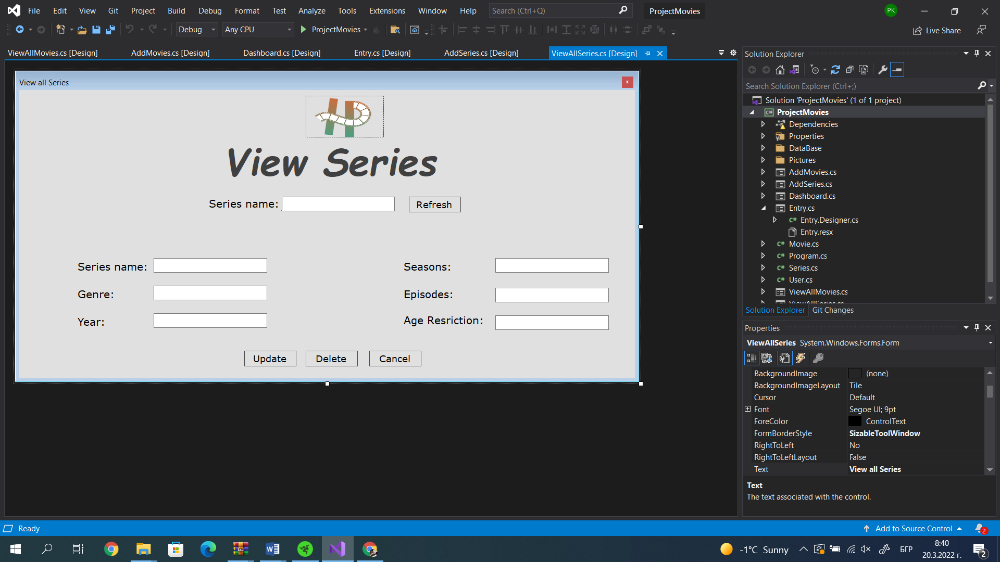 File Edit View Git Project Build Debug Format Test Analyze Tools Extensions Window Help Search (Ctrl+Q) ProjectMovies PK
Debug Any CPU ProjectMovies Live Share
ViewAllMovies.cs [Design] AddMovies.cs [Design] Dashboard.cs [Design] Entry.cs [Design] AddSeries.cs [Design] ViewAllSeries.cs [Design]
View all Series
View Series
Series name: Refresh
Series name: Seasons:
Genre: Episodes:
Year: Age Resriction:
Update Delete Cancel
Solution Explorer
Search Solution Explorer (Ctrl+;)
Solution 'ProjectMovies' (1 of 1 project)
ProjectMovies
Dependencies
Properties
DataBase
Pictures
AddMovies.cs
AddSeries.cs
Dashboard.cs
Entry.cs
Entry.Designer.cs
Entry.resx
Movie.cs
Program.cs
Series.cs
User.cs
ViewAllMovies.cs
ViewAllSeries.cs
Solution Explorer Git Changes
Properties
ViewAllSeries System.Windows.Forms.Form
BackgroundImage (none)
BackgroundImageLayout Tile
Cursor Default
Font Segoe UI; 9pt
ForeColor ControlText
FormBorderStyle SizableToolWindow
RightToLeft No
RightToLeftLayout False
Text View all Series
Text
The text associated with the control.
Ready Add to Source Control 2
-1°C Sunny БГР 8:40
20.3.2022 г. 2